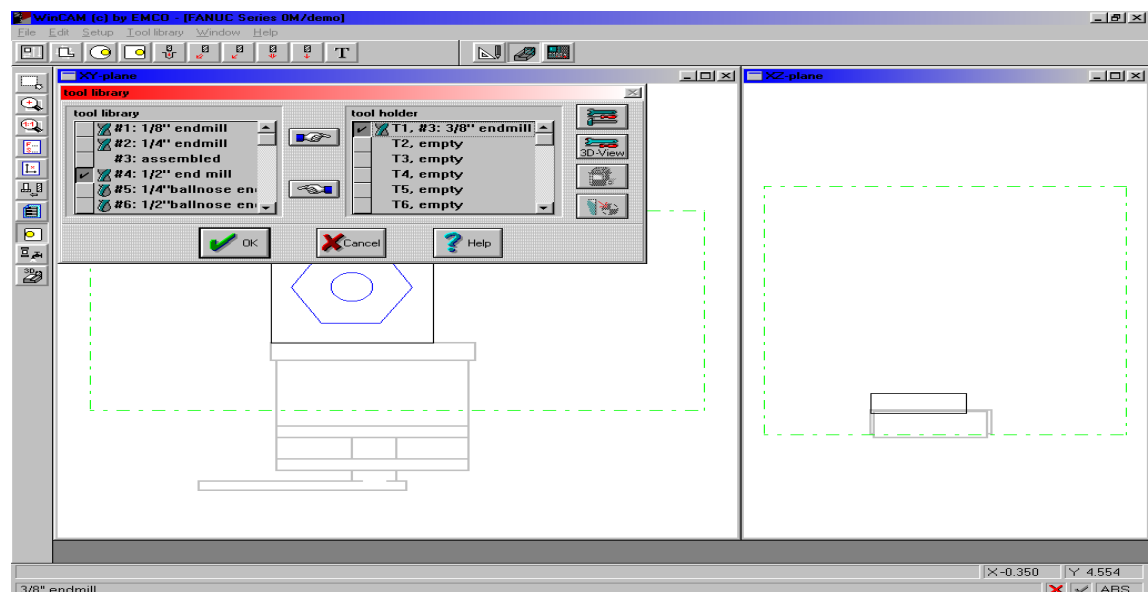 WinCAM (c) by EMCO - [FANUC Series 0M/demo]
File Edit Setup Tool library Window Help
T
XY-plane
XZ-plane
tool library
tool library
tool holder
#1: 1/8" endmill
#2: 1/4" endmill
#3: assembled
#4: 1/2" end mill
#5: 1/4"ballnose en
#6: 1/2"ballnose en
T1, #3: 3/8" endmill
T2, empty
T3, empty
T4, empty
T5, empty
T6, empty
3D-View
OK
Cancel
? Help
1:1
3D
X -0.350 Y 4.554
3/8" endmill
ABS